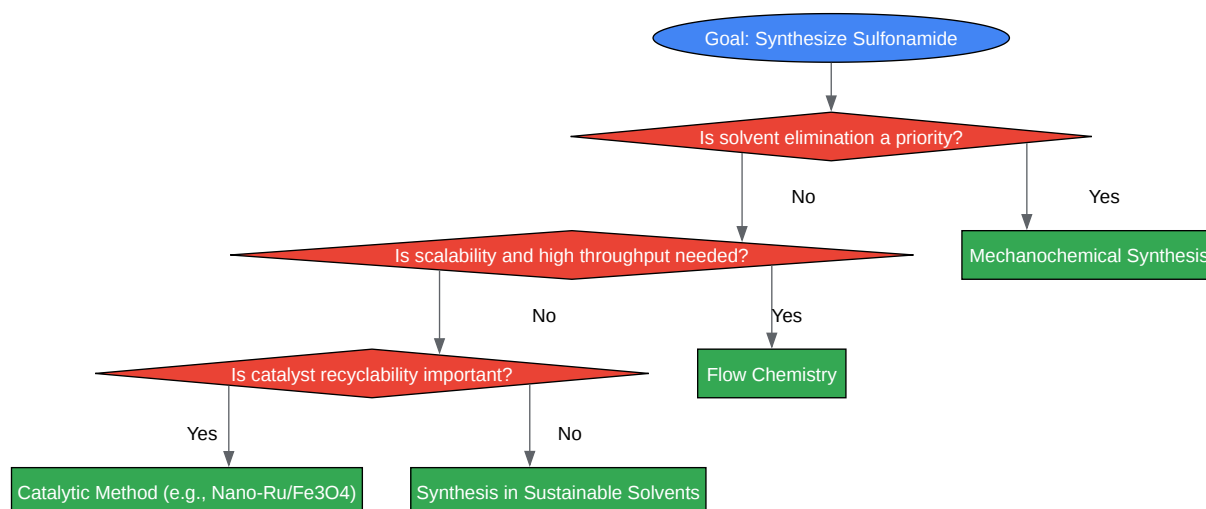 Goal: Synthesize Sulfonamide
Is solvent elimination a priority?
No
Yes
Is scalability and high throughput needed?
Mechanochemical Synthesis
No
Yes
Is catalyst recyclability important?
Flow Chemistry
Yes
No
Catalytic Method (e.g., Nano-Ru/Fe3O4)
Synthesis in Sustainable Solvents